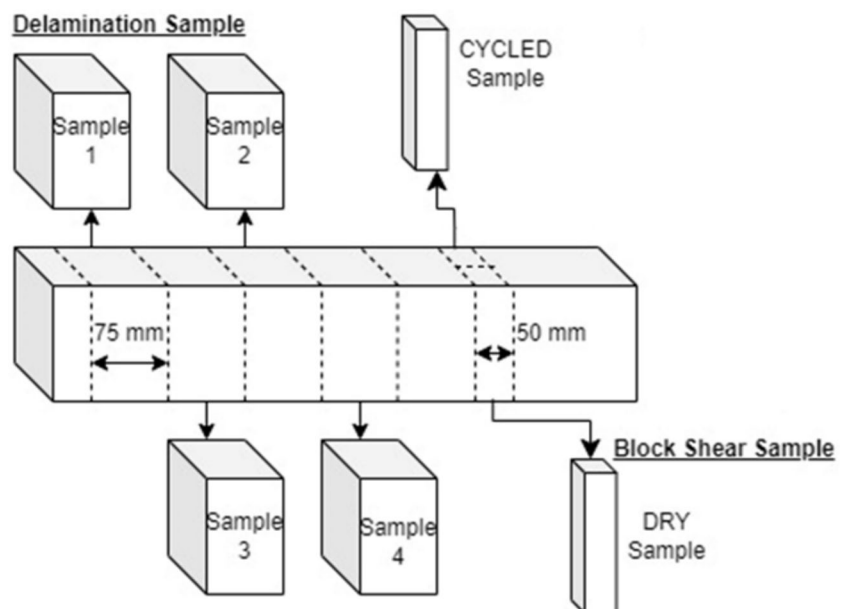 Delamination Sample
CYCLED
Sample
Sample
1
Sample
2
75 mm
50 mm
Block Shear Sample
Sample
3
Sample
4
DRY
Sample